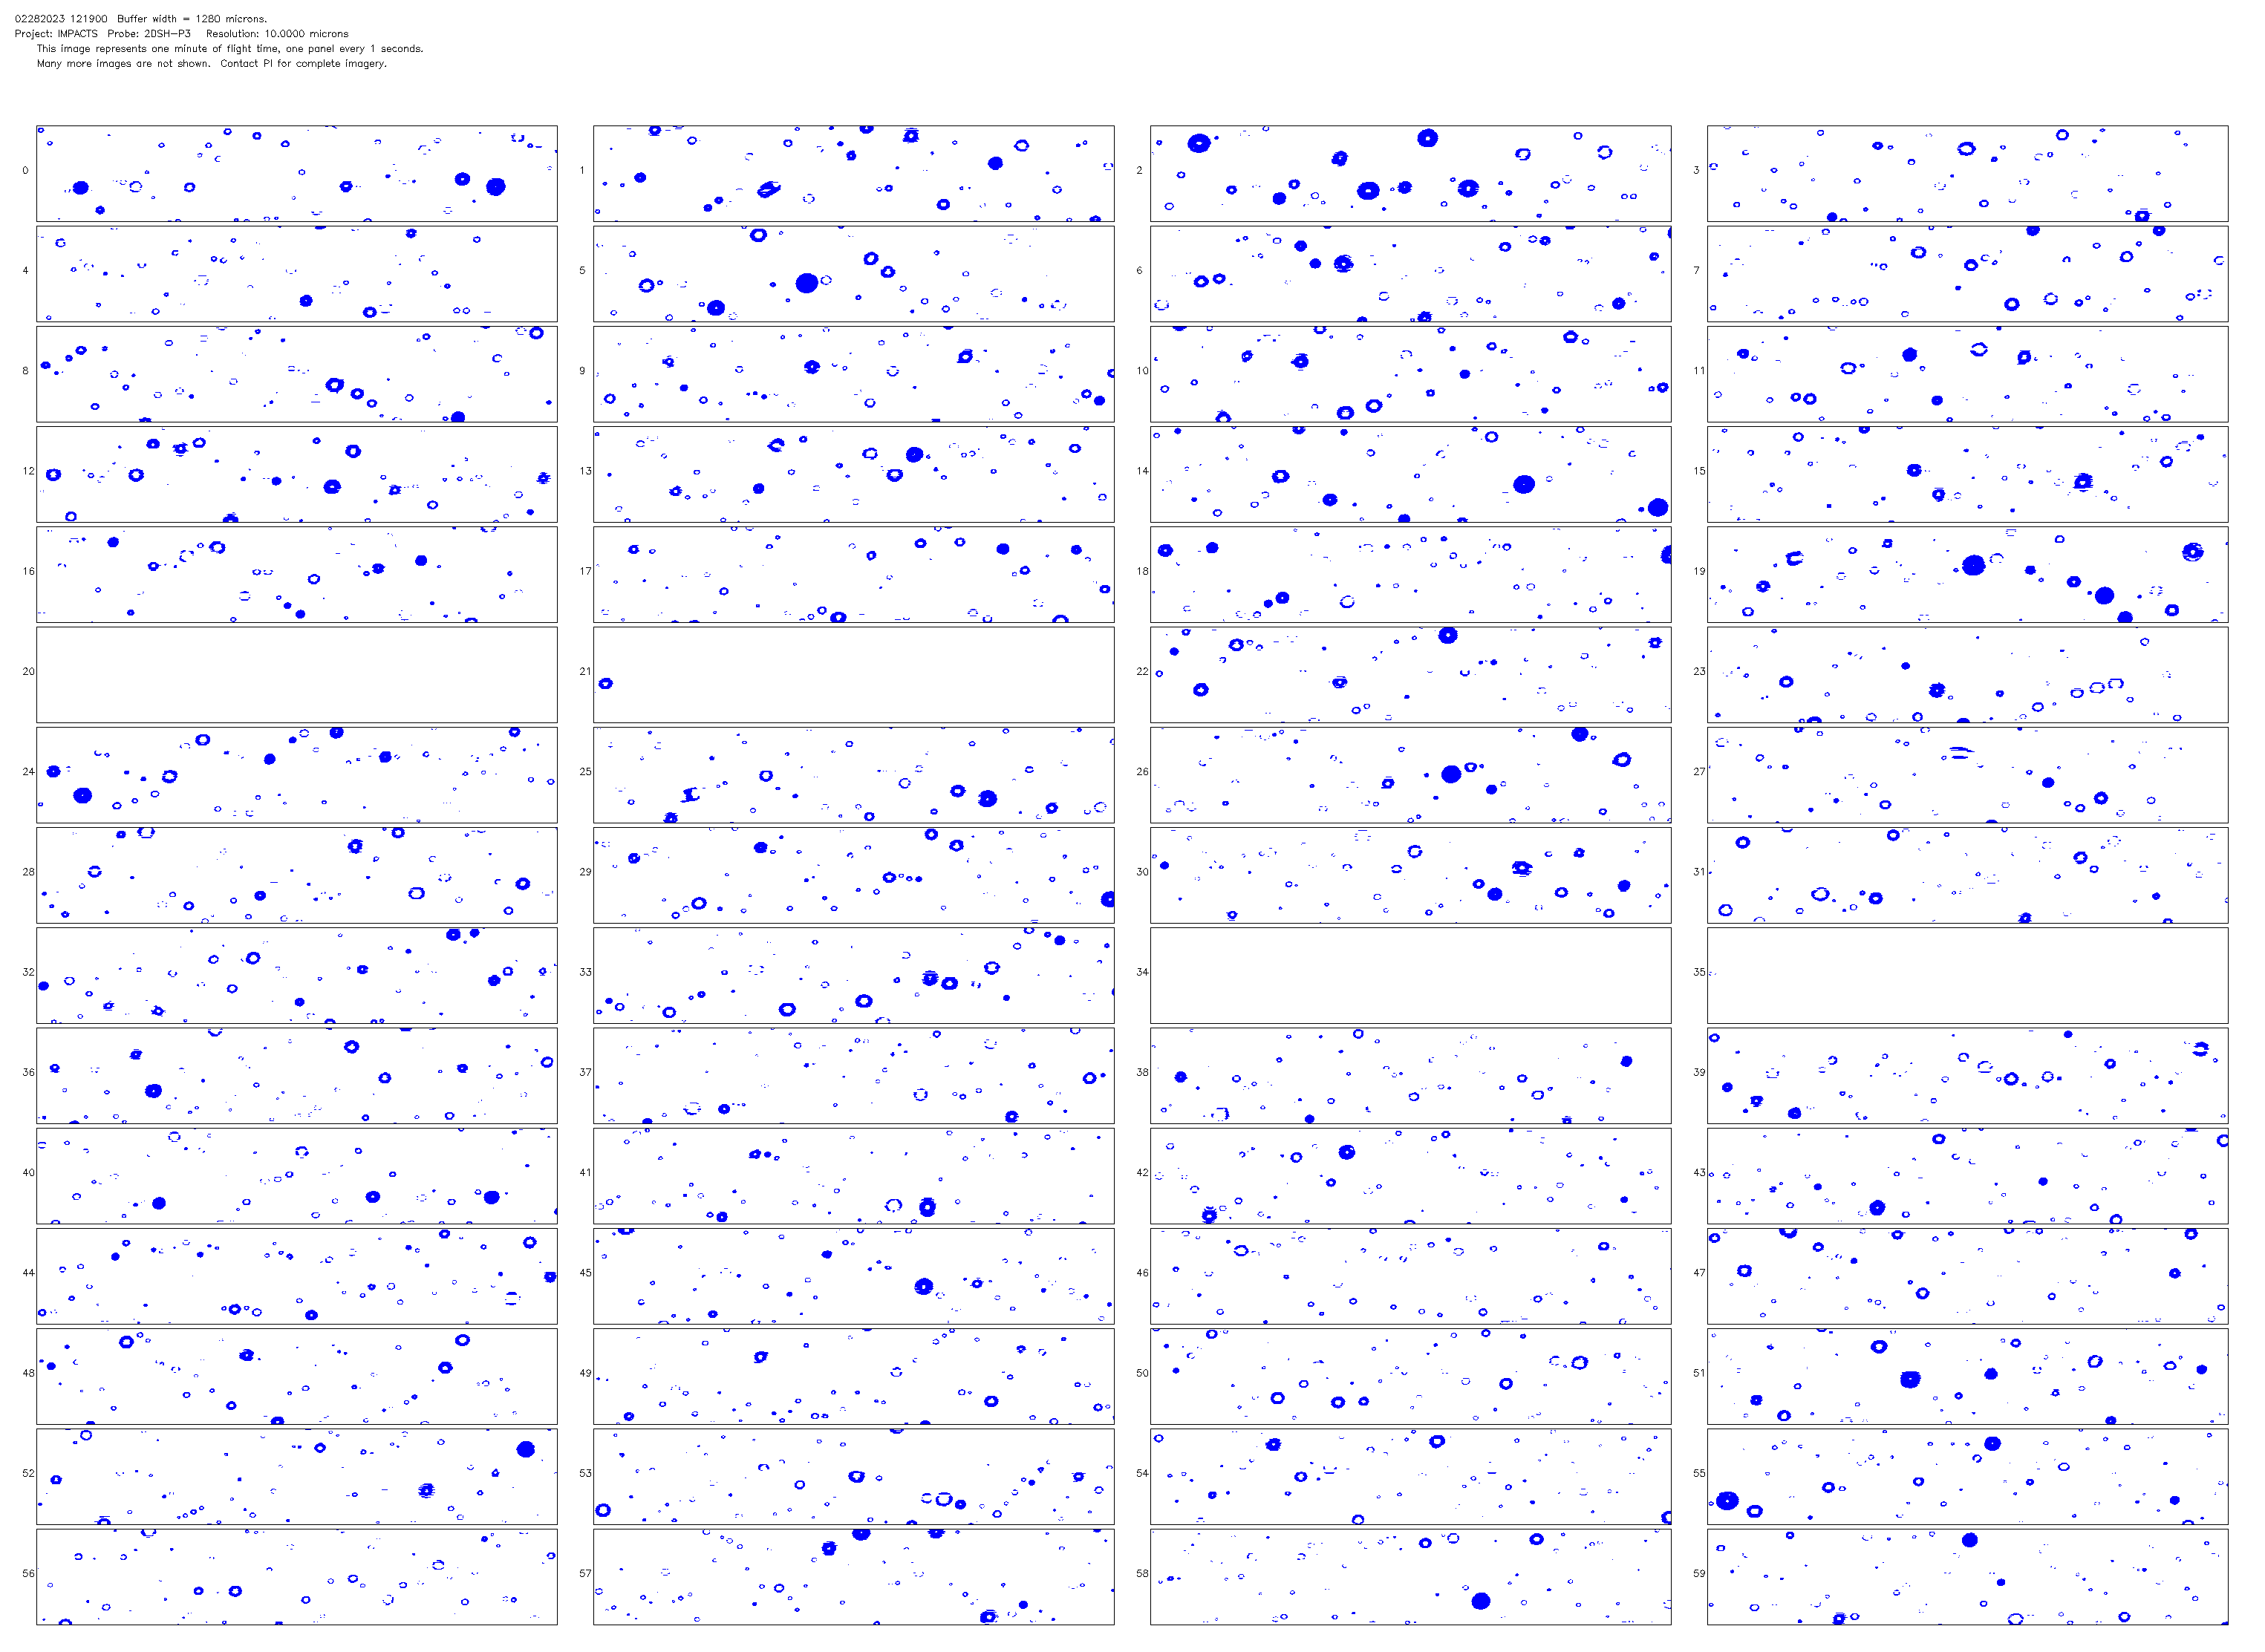 02282023 121900  Buffer width = 1280 microns.
Project: IMPACTS  Probe: 2DSH-P3    Resolution: 10.0000 microns
This image represents one minute of flight time, one panel every 1 seconds.
Many more images are not shown.  Contact PI for complete imagery.
0 1 2 3
4 5 6 7
8 9 10 11
12 13 14 15
16 17 18 19
20 21 22 23
24 25 26 27
28 29 30 31
32 33 34 35
36 37 38 39
40 41 42 43
44 45 46 47
48 49 50 51
52 53 54 55
56 57 58 59